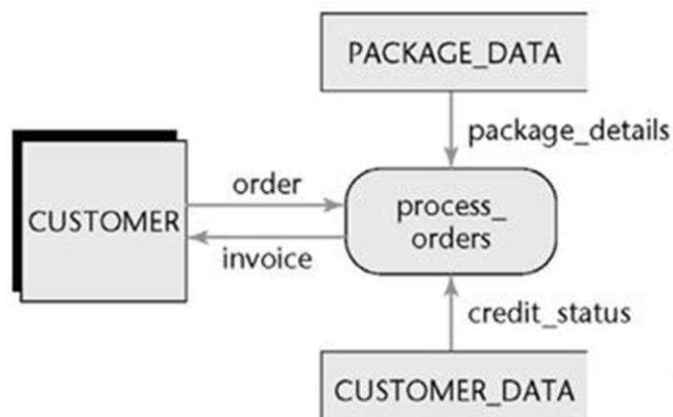 PACKAGE_DATA
package_details
order
CUSTOMER
process_
orders
invoice
credit_status
CUSTOMER_DATA